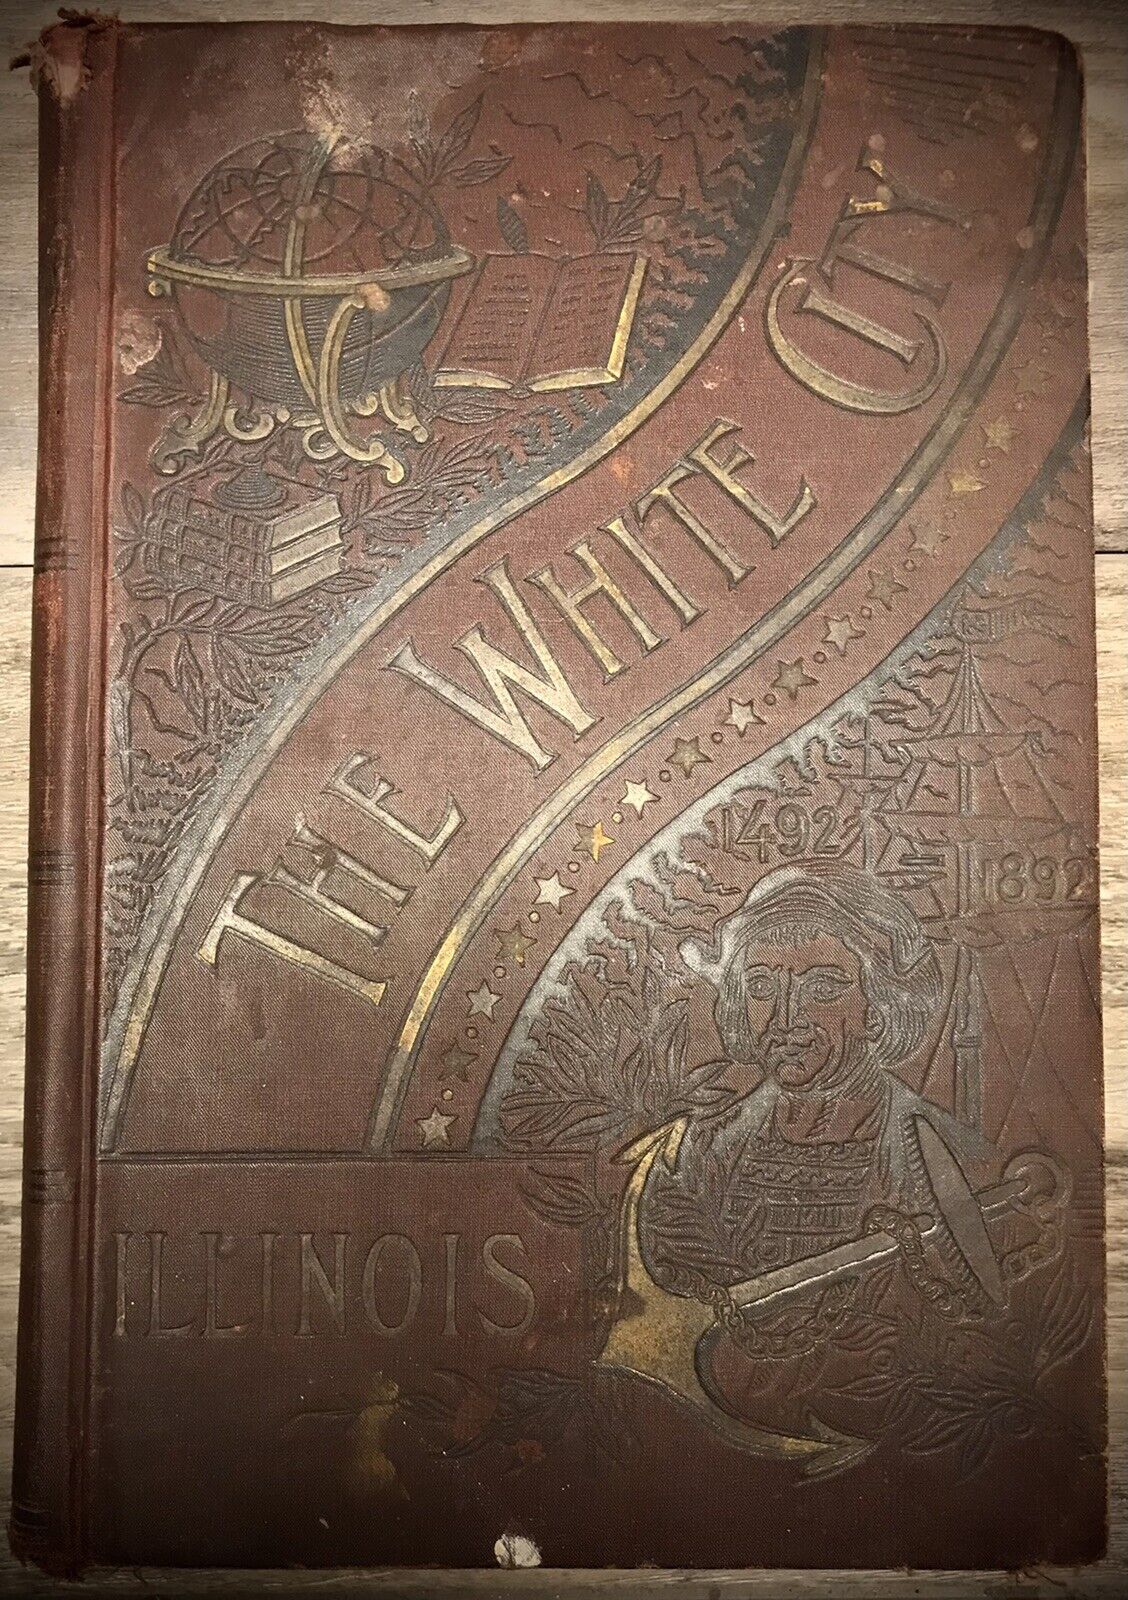 THE WHITE CITY
1492
1892
ILLINOIS